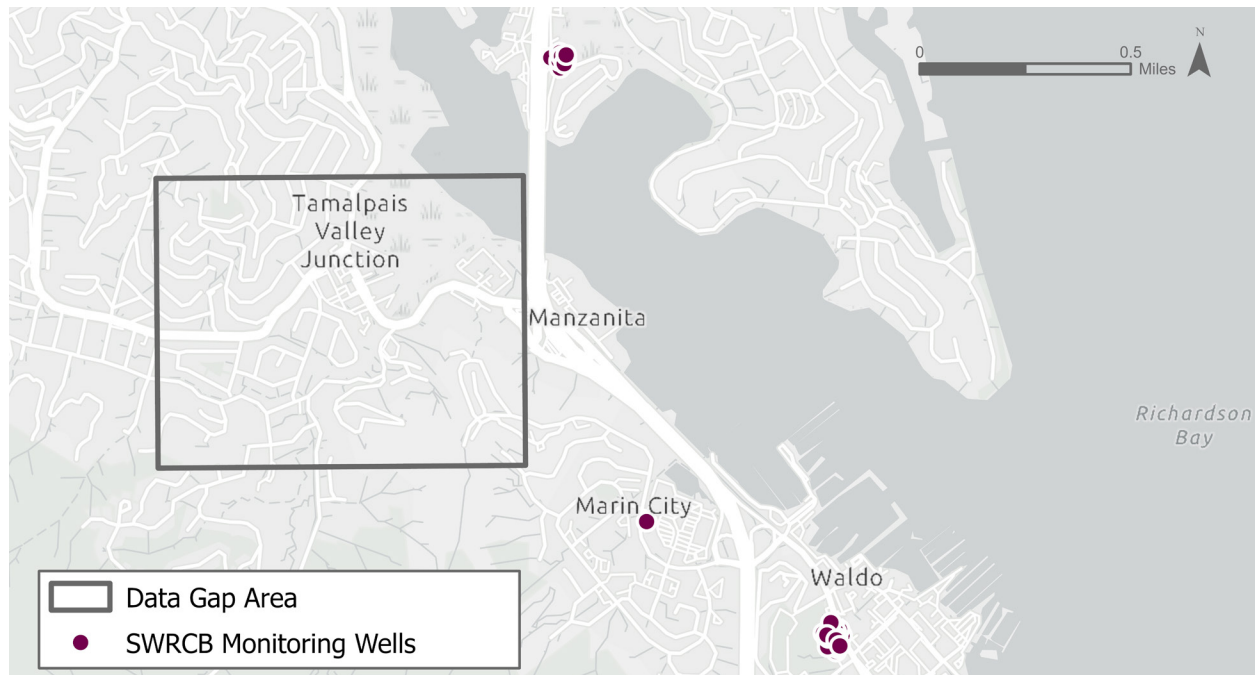 N
0
0.5
Miles
Tamalpais
Valley
Junction
Manzanita
Richardson
Bay
Marin City
Waldo
Data Gap Area
SWRCB Monitoring Wells